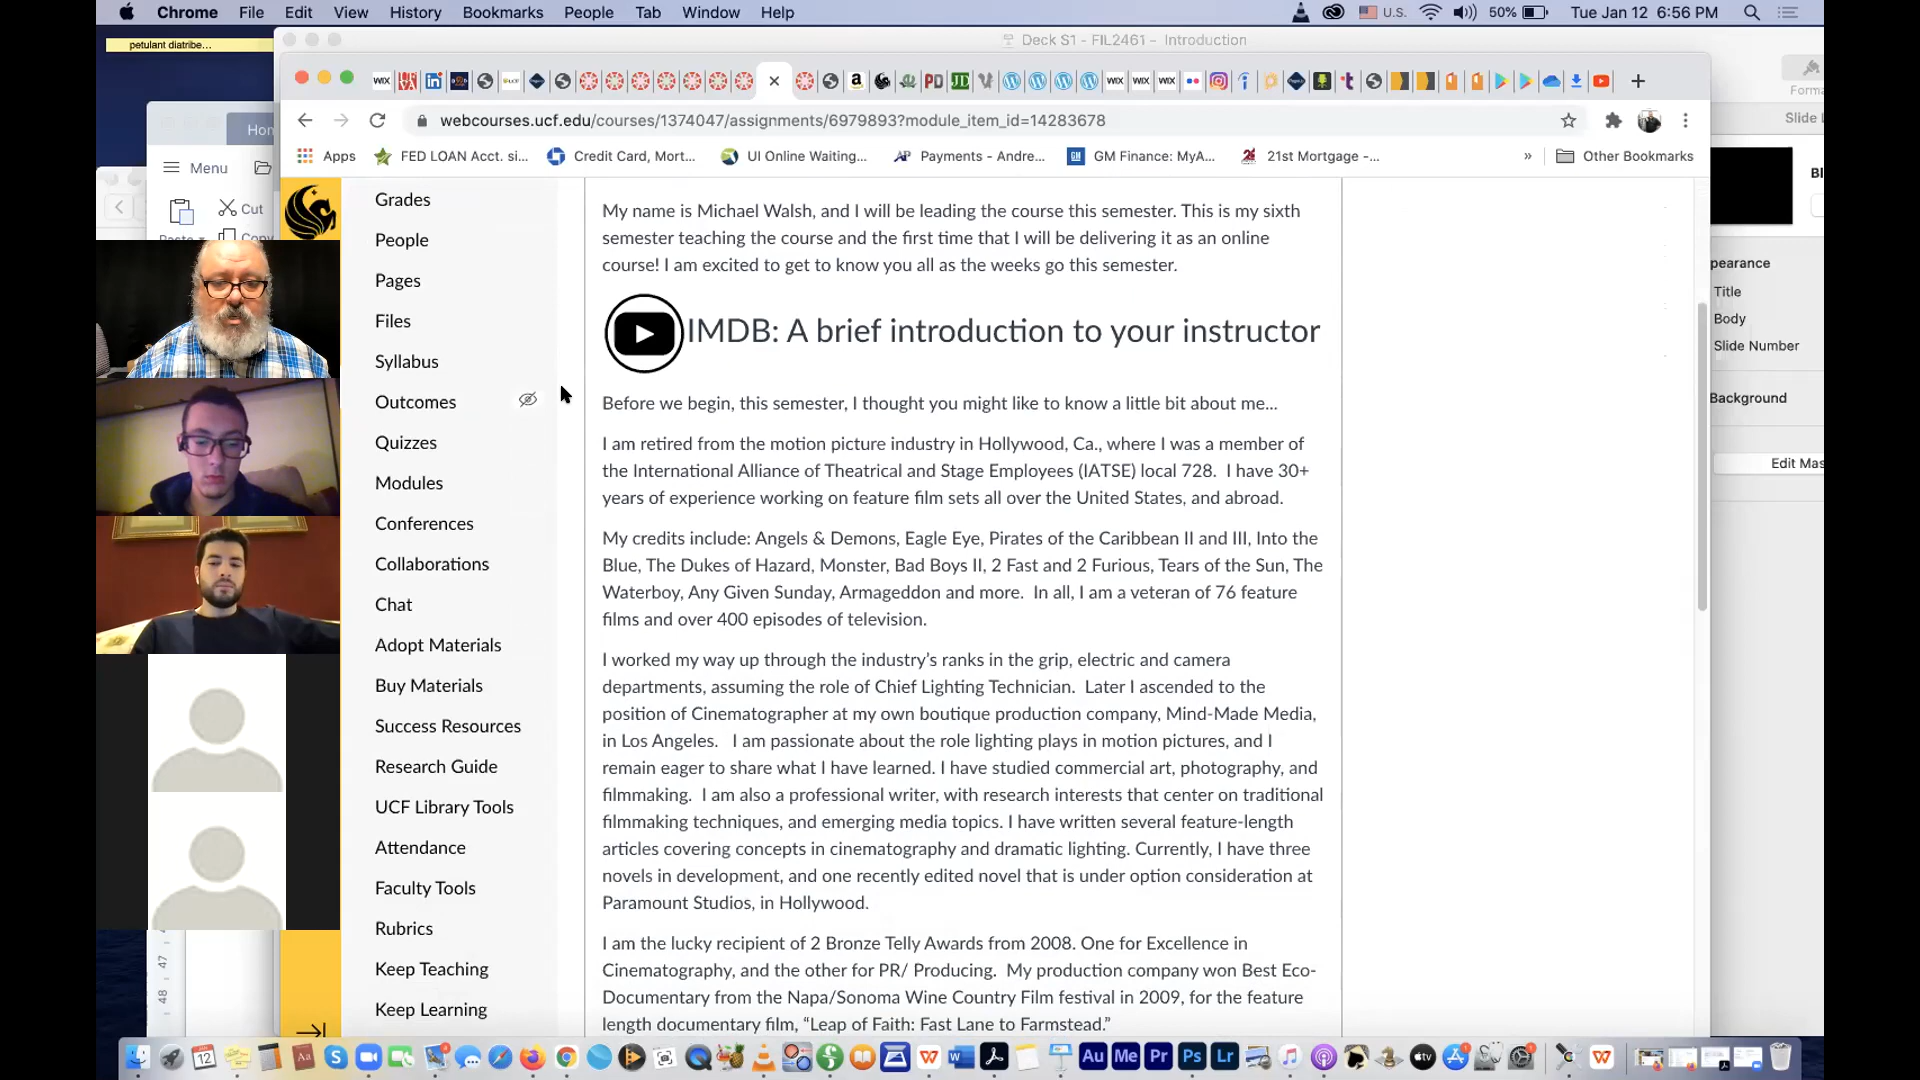 Chrome File Edit View History Bookmarks People Tab Window Help U.S. 50% Tue Jan 12 6:56 PM
petulant diatribe...
Deck S1 - FIL2461 - Introduction
webcourses.ucf.edu/courses/1374047/assignments/6979893?module_item_id=14283678
Apps FED LOAN Acct. si... Credit Card, Mort... UI Online Waiting... Payments - Andre... GM Finance: MyA... 21st Mortgage -... » Other Bookmarks
Menu
Cut
Grades
People
Pages
Files
Syllabus
Outcomes
Quizzes
Modules
Conferences
Collaborations
Chat
Adopt Materials
Buy Materials
Success Resources
Research Guide
UCF Library Tools
Attendance
Faculty Tools
Rubrics
Keep Teaching
Keep Learning
My name is Michael Walsh, and I will be leading the course this semester. This is my sixth
semester teaching the course and the first time that I will be delivering it as an online
course! I am excited to get to know you all as the weeks go this semester.
IMDB: A brief introduction to your instructor
Before we begin, this semester, I thought you might like to know a little bit about me...
I am retired from the motion picture industry in Hollywood, Ca., where I was a member of
the International Alliance of Theatrical and Stage Employees (IATSE) local 728. I have 30+
years of experience working on feature film sets all over the United States, and abroad.
My credits include: Angels & Demons, Eagle Eye, Pirates of the Caribbean II and III, Into the
Blue, The Dukes of Hazard, Monster, Bad Boys II, 2 Fast and 2 Furious, Tears of the Sun, The
Waterboy, Any Given Sunday, Armageddon and more. In all, I am a veteran of 76 feature
films and over 400 episodes of television.
I worked my way up through the industry’s ranks in the grip, electric and camera
departments, assuming the role of Chief Lighting Technician. Later I ascended to the
position of Cinematographer at my own boutique production company, Mind-Made Media,
in Los Angeles. I am passionate about the role lighting plays in motion pictures, and I
remain eager to share what I have learned. I have studied commercial art, photography, and
filmmaking. I am also a professional writer, with research interests that center on traditional
filmmaking techniques, and emerging media topics. I have written several feature-length
articles covering concepts in cinematography and dramatic lighting. Currently, I have three
novels in development, and one recently edited novel that is under option consideration at
Paramount Studios, in Hollywood.
I am the lucky recipient of 2 Bronze Telly Awards from 2008. One for Excellence in
Cinematography, and the other for PR/ Producing. My production company won Best Eco-
Documentary from the Napa/Sonoma Wine Country Film festival in 2009, for the feature
length documentary film, “Leap of Faith: Fast Lane to Farmstead.”
pearance
Title
Body
Slide Number
Background
Edit Mas
47
48
Au Me Pr Ps Lr